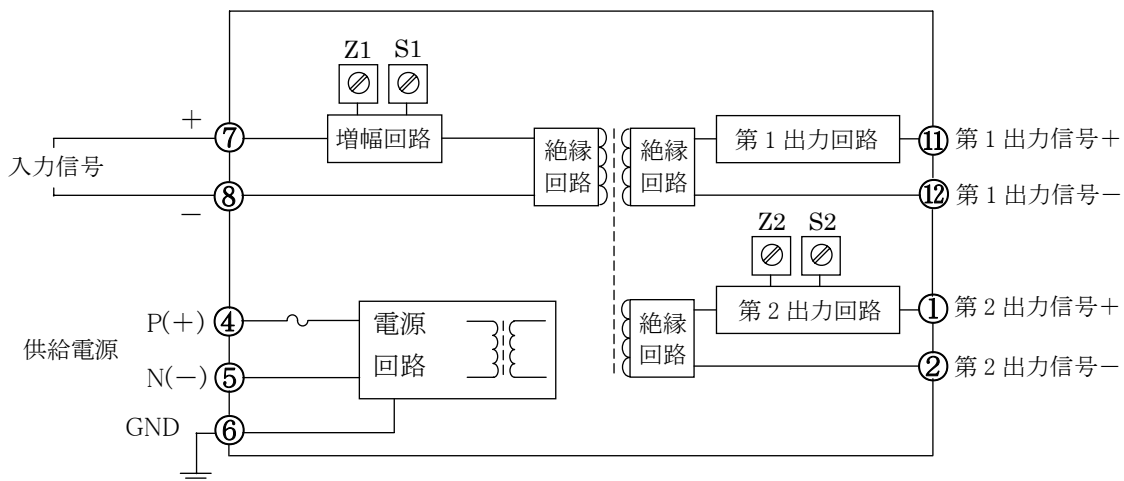 Z1 S1
+
⑦
増幅回路
入力信号
⑧
−
絶縁
回路
絶縁
回路
第1出力回路
⑪ 第1出力信号+
⑫ 第1出力信号−
Z2 S2
絶縁
回路
第2出力回路
① 第2出力信号+
② 第2出力信号−
供給電源
P(+) ④
N(−) ⑤
GND ⑥
電源
回路